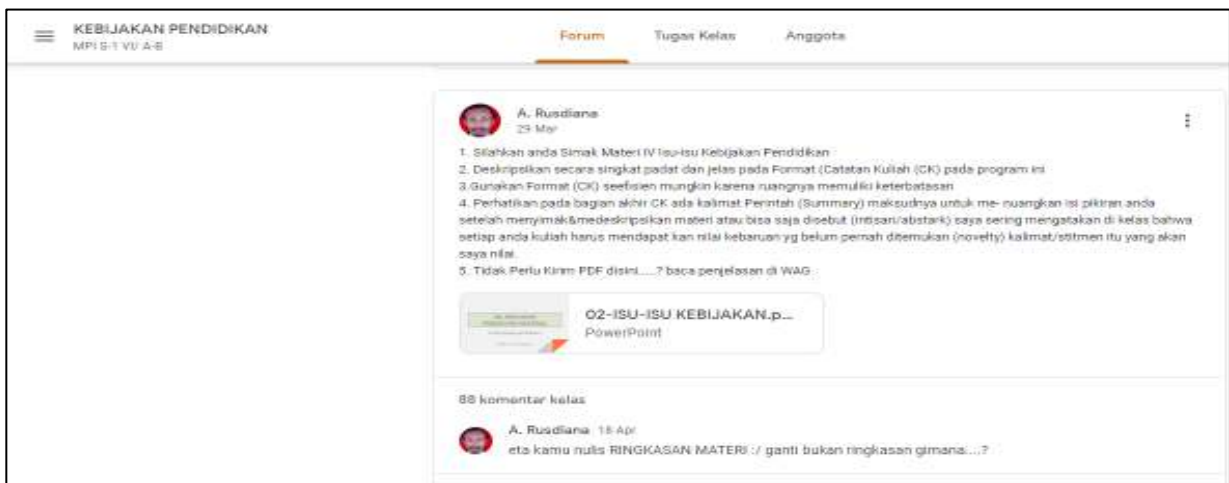 KEBIJAKAN PENDIDIKAN
MPI S-1 VI/ A-B
Forum
Tugas Kelas
Anggota
A. Rusdiana
29 Mar
1. Silahkan anda Simak Materi IV Isu-isu Kebijakan Pendidikan
2. Deskripsikan secara singkat padat dan jelas pada Format (Catatan Kuliah (CK) pada program ini
3.Gunakan Format (CK) seefisien mungkin karena ruangnya memuliki keterbatasan
4. Perhatikan pada bagian akhir CK ada kalimat Perintah (Summary) maksudnya untuk me- nuangkan isi pikiran anda
setelah menyimak&medeskripsikan materi atau bisa saja disebut (intisari/abstark) saya sering mengatakan di kelas bahwa
setiap anda kuliah harus mendapat kan nilai kebaruan yg belum pernah ditemukan (novelty) kalimat/stitmen itu yang akan
saya nilai.
5. Tidak Perlu Kirim PDF disini.....? baca penjelasan di WAG
02-ISU-ISU KEBIJAKAN.p...
PowerPoint
88 komentar kelas
A. Rusdiana 18 Apr
eta kamu nulis RINGKASAN MATERI :/ ganti bukan ringkasan gimana....?